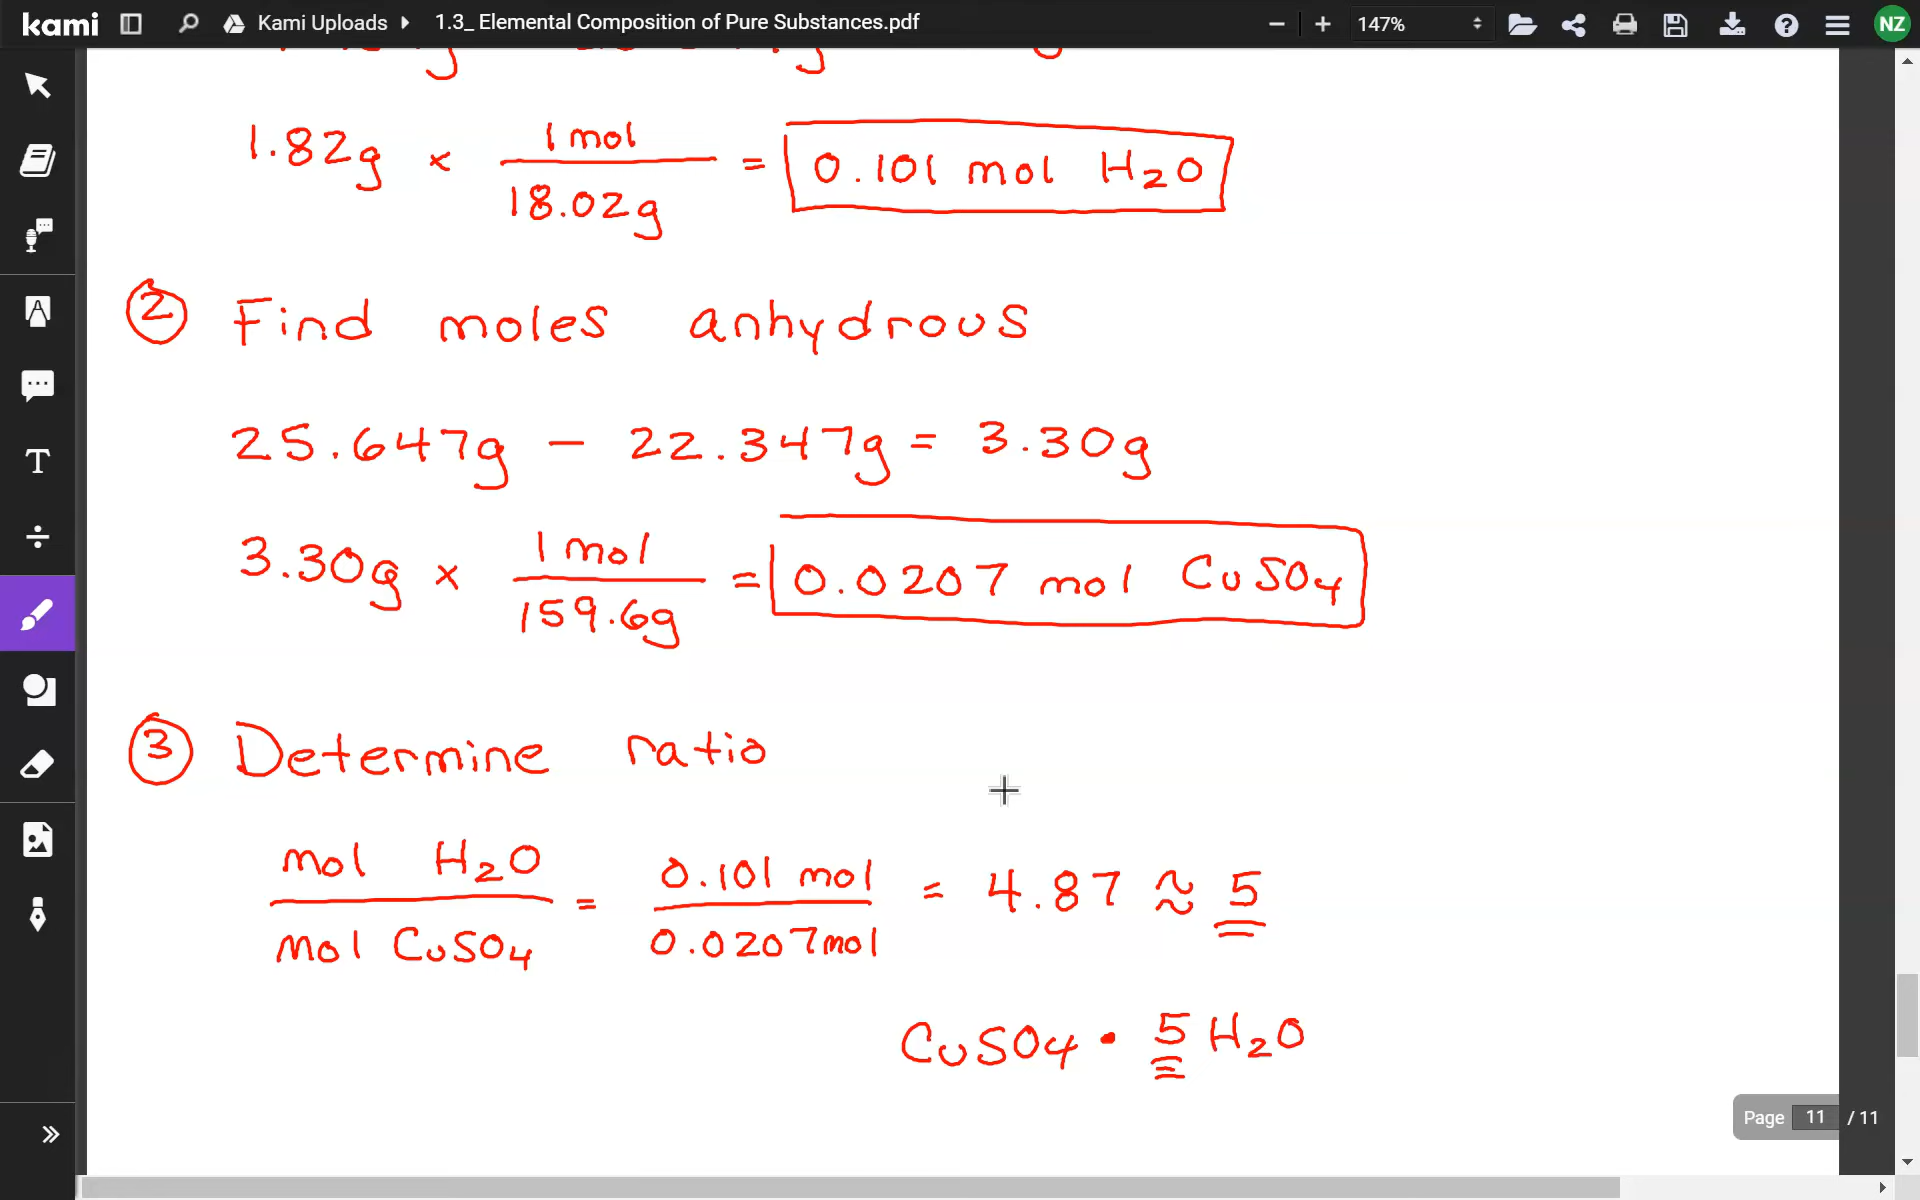 kami Kami Uploads 1.3_ Elemental Composition of Pure Substances.pdf 147% NZ
1.82g × 1 mol / 18.02g = 0.101 mol H₂O
② Find moles anhydrous
25.647g − 22.347g = 3.30g
3.30g × 1 mol / 159.6g = 0.0207 mol CuSO₄
③ Determine ratio
mol H₂O / mol CuSO₄ = 0.101 mol / 0.0207 mol = 4.87 ≈ 5
CuSO₄ • 5 H₂O
Page 11 / 11